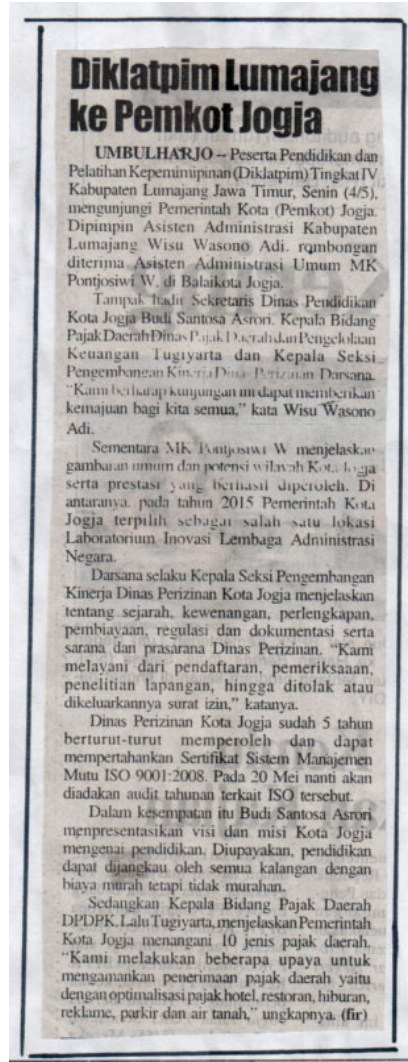 Diklatpim Lumajang
ke Pemkot Jogja
UMBULHARJO -- Peserta Pendidikan dan
Pelatihan Kepemimipinan (Diklatpim) Tingkat IV
Kabupaten Lumajang Jawa Timur, Senin (4/5),
mengunjungi Pemerintah Kota (Pemkot) Jogja.
Dipimpin Asisten Administrasi Kabupaten
Lumajang Wisu Wasono Adi. rombongan
diterima Asisten Administrasi Umum MK
Pontjosiwi W. di Balaikota Jogja.
Tampak hadir Sekretaris Dinas Pendidikan
Kota Jogja Budi Santosa Asrori. Kepala Bidang
Pajak Daerah Dinas Pajak Daerah dan Pengelolaan
Keuangan Tugiyarta dan Kepala Seksi
Pengembangan Kinerja Dinas Perizinan Darsana.
"Kami berharap kunjungan ini dapat memberikan
kemajuan bagi kita semua," kata Wisu Wasono
Adi.
Sementara MK Pontjosiwi W menjelaskan
gambaran umum dan potensi wilayah Kota Jogja
serta prestasi yang berhasil diperoleh. Di
antaranya. pada tahun 2015 Pemerintah Kota
Jogja terpilih sebagai salah satu lokasi
Laboratorium Inovasi Lembaga Administrasi
Negara.
Darsana selaku Kepala Seksi Pengembangan
Kinerja Dinas Perizinan Kota Jogja menjelaskan
tentang sejarah, kewenangan, perlengkapan,
pembiayaan, regulasi dan dokumentasi serta
sarana dan prasarana Dinas Perizinan. "Kami
melayani dari pendaftaran, pemeriksaaan,
penelitian lapangan, hingga ditolak atau
dikeluarkannya surat izin," katanya.
Dinas Perizinan Kota Jogja sudah 5 tahun
berturut-turut memperoleh dan dapat
mempertahankan Sertifikat Sistem Manajemen
Mutu ISO 9001:2008. Pada 20 Mei nanti akan
diadakan audit tahunan terkait ISO tersebut.
Dalam kesempatan itu Budi Santosa Asrori
menpresentasikan visi dan misi Kota Jogja
mengenai pendidikan. Diupayakan, pendidikan
dapat dijangkau oleh semua kalangan dengan
biaya murah tetapi tidak murahan.
Sedangkan Kepala Bidang Pajak Daerah
DPDPK. Lalu Tugiyarta, menjelaskan Pemerintah
Kota Jogja menangani 10 jenis pajak daerah.
"Kami melakukan beberapa upaya untuk
mengamankan penerimaan pajak daerah yaitu
dengan optimalisasi pajak hotel, restoran, hiburan,
reklame, parkir dan air tanah," ungkapnya. (fir)